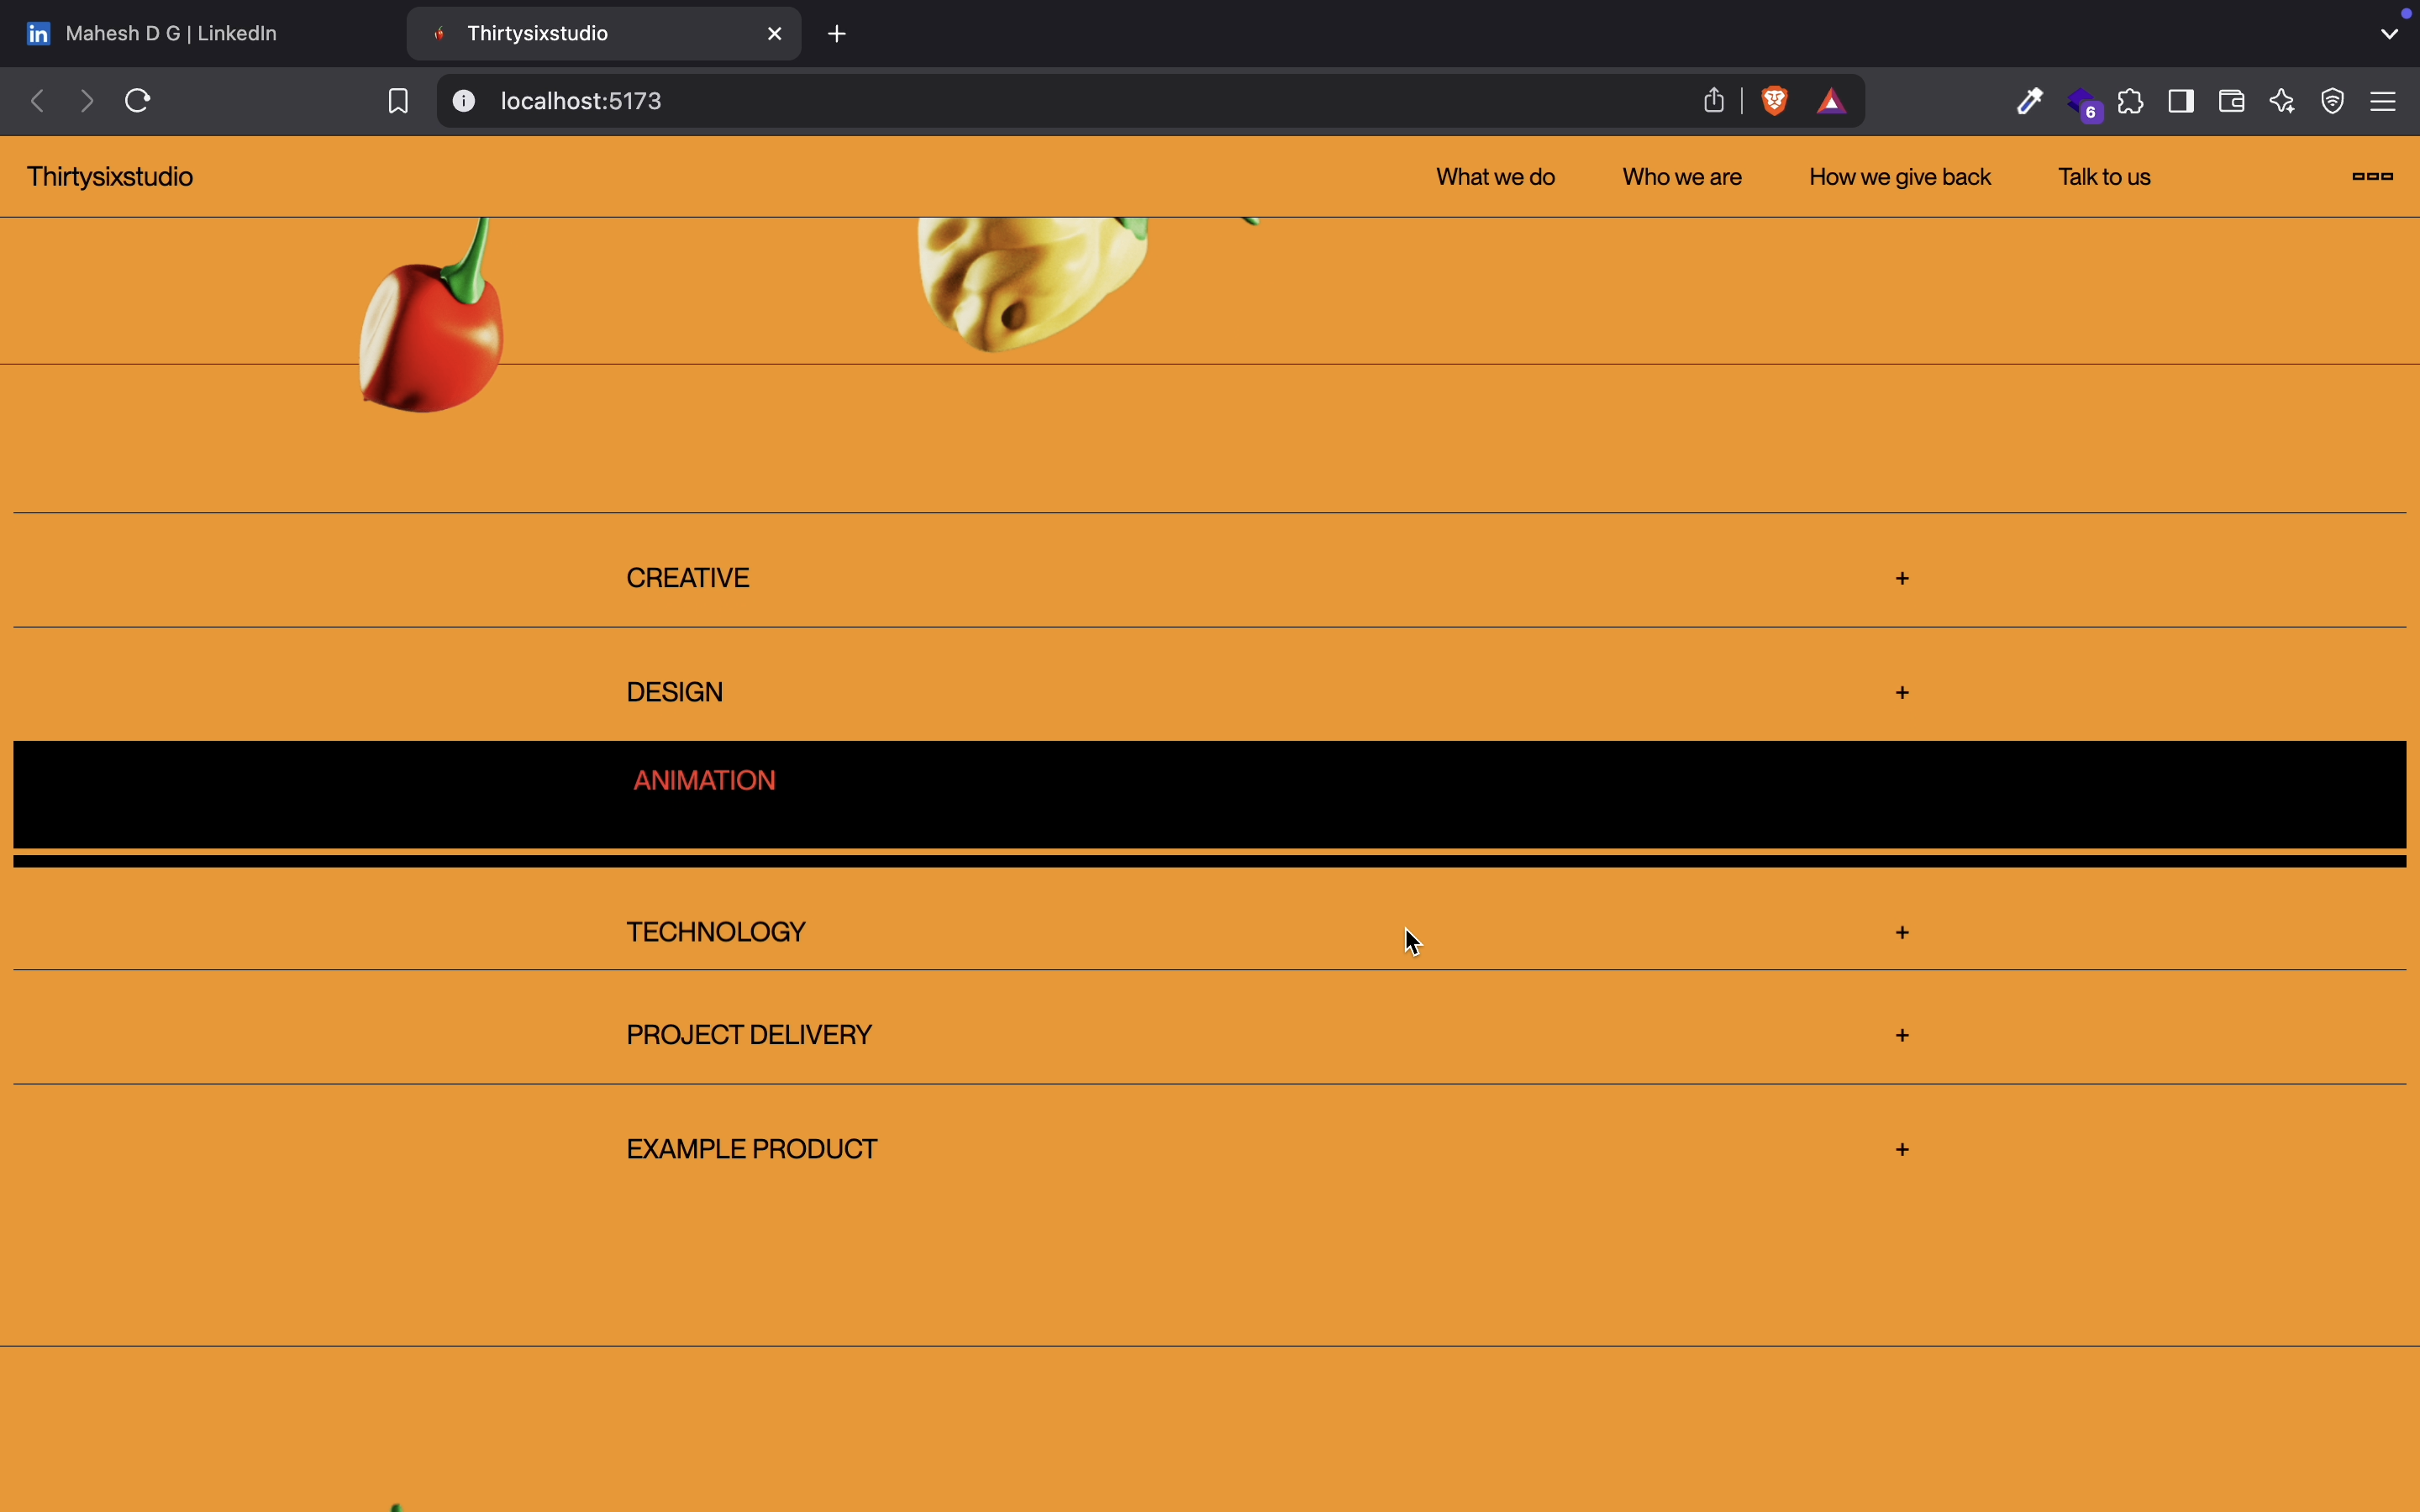 in Mahesh D G | LinkedIn Thirtysixstudio
localhost:5173 6
Thirtysixstudio What we do Who we are How we give back Talk to us
CREATIVE +
DESIGN +
ANIMATION
TECHNOLOGY +
PROJECT DELIVERY +
EXAMPLE PRODUCT +